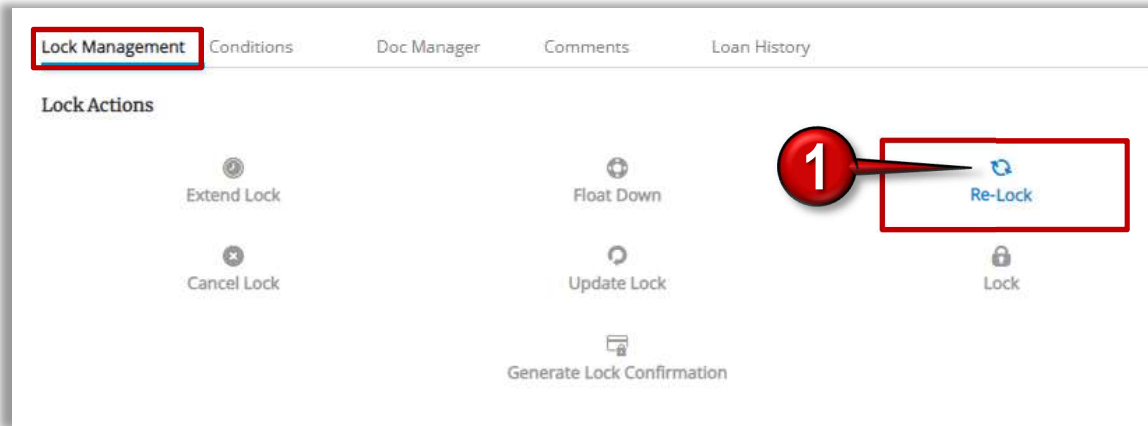 Lock Management Conditions Doc Manager Comments Loan History
Lock Actions
1
Extend Lock Float Down Re-Lock
Cancel Lock Update Lock Lock
Generate Lock Confirmation